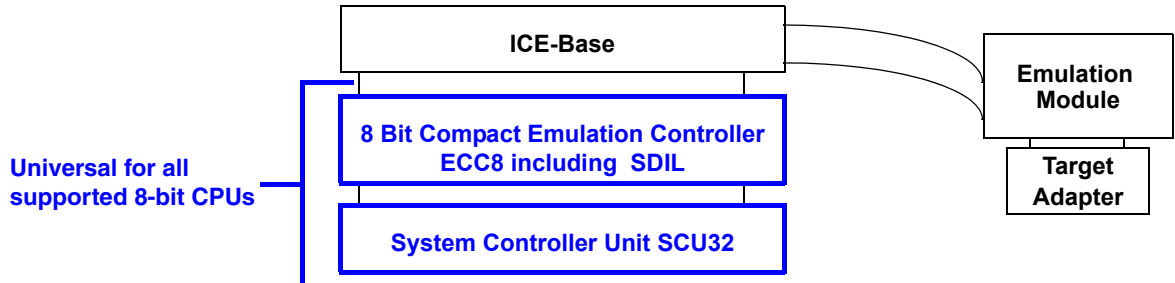 ICE-Base
Emulation
Module
8 Bit Compact Emulation Controller
ECC8 including SDIL
Universal for all
supported 8-bit CPUs
Target
Adapter
System Controller Unit SCU32